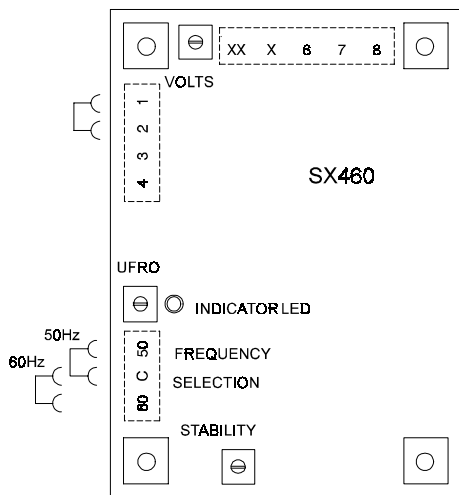 XX X 6 7 8
VOLTS
1
2
3
4
SX460
UFRO
INDICATOR LED
50Hz
60Hz
50
C
60
FREQUENCY
SELECTION
STABILITY